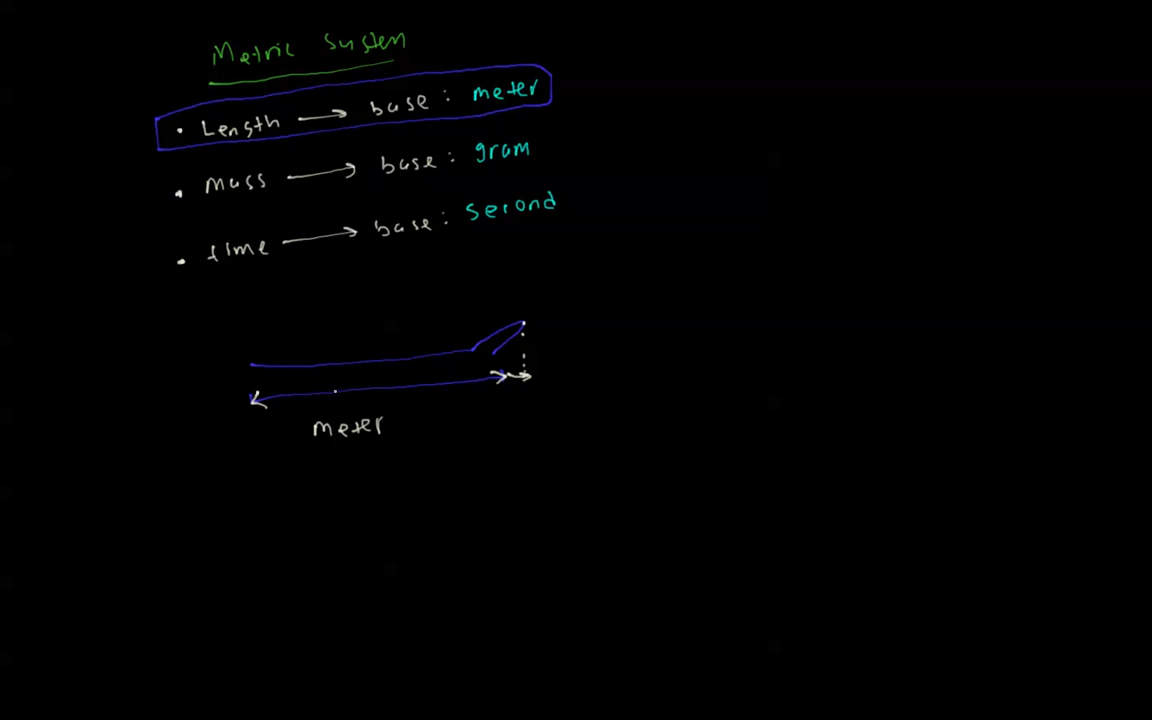 Metric System
• Length → base: meter
• Mass → base: gram
• time → base: second
meter